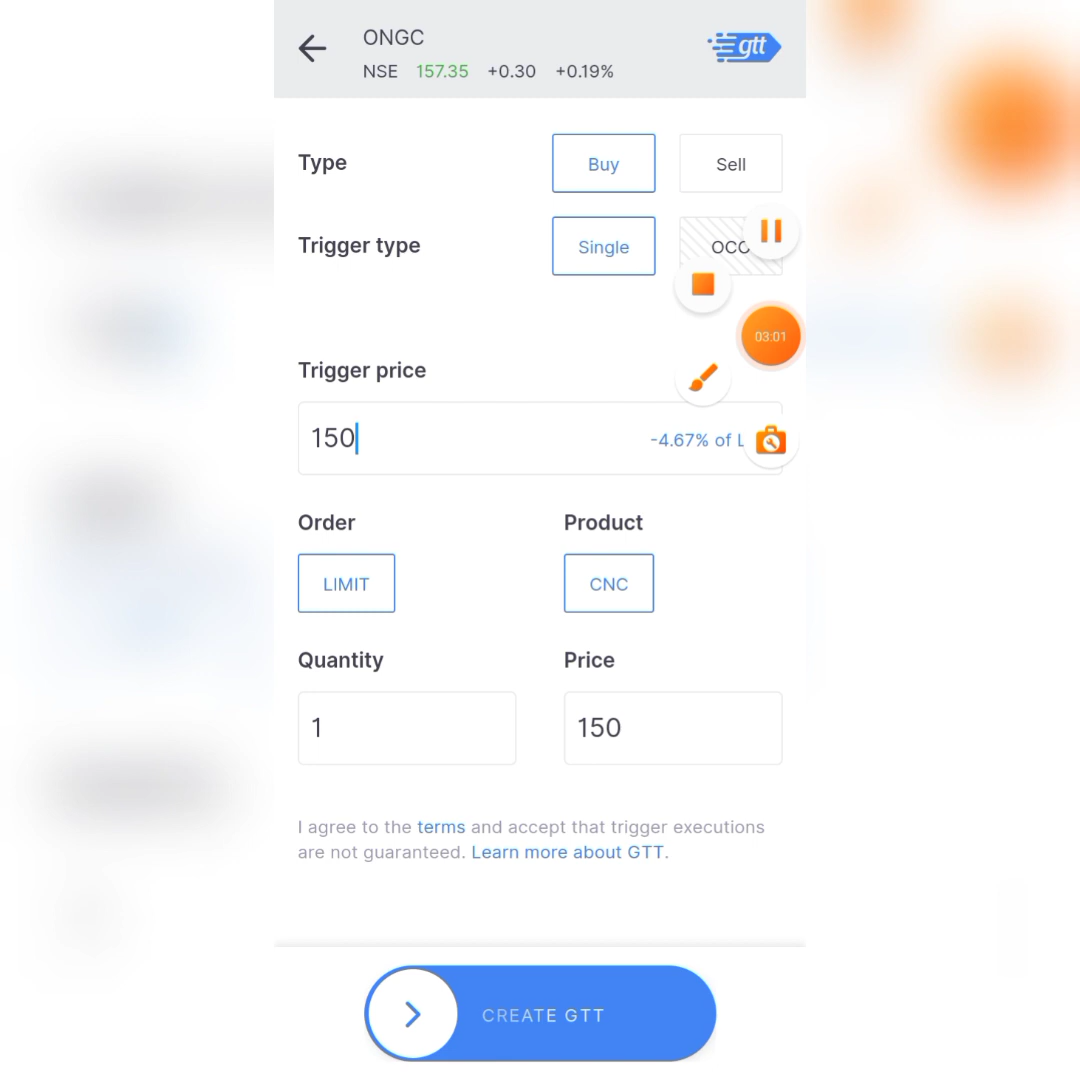 ONGC
gtt
NSE 157.35 +0.30 +0.19%
Type
Buy
Sell
Trigger type
Single
03:01
Trigger price
150
-4.67% of
Order
Product
LIMIT
CNC
Quantity
Price
1
150
I agree to the terms and accept that trigger executions
are not guaranteed. Learn more about GTT.
CREATE GTT